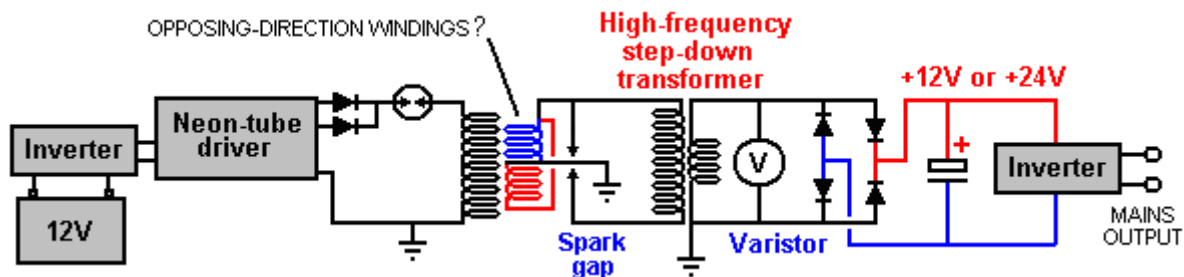 OPPOSING-DIRECTION WINDINGS ?
High-frequency
step-down
transformer
+12V or +24V
Neon-tube
driver
Inverter
12V
V
+
Inverter
MAINS
OUTPUT
Spark
gap
Varistor